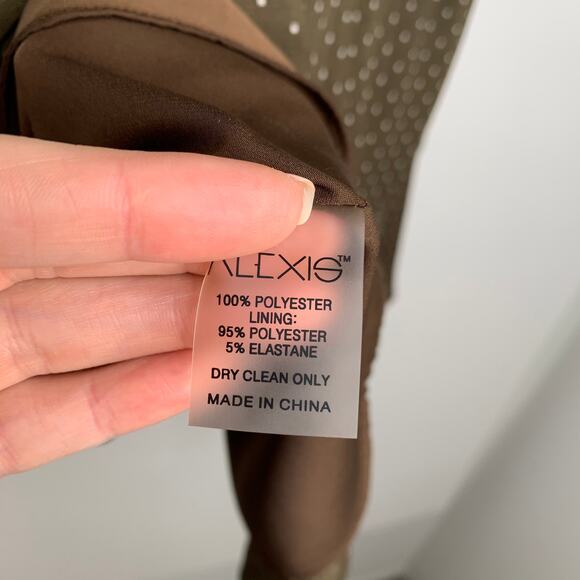 ALEXIS™
100% POLYESTER
LINING:
95% POLYESTER
5% ELASTANE
DRY CLEAN ONLY
MADE IN CHINA